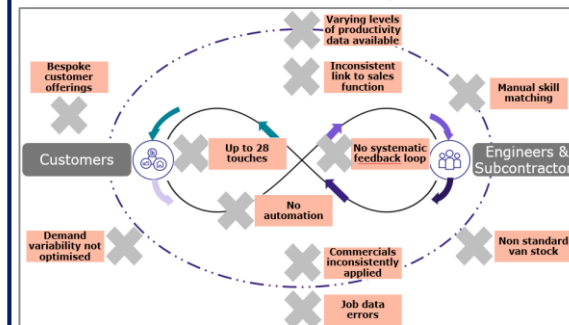 Varying levels
of productivity
data available
Bespoke
customer
offerings
Inconsistent
link to sales
function
Manual skill
matching
Customers
Up to 28
touches
No systematic
feedback loop
Engineers &
Subcontractors
No
automation
Demand
variability not
optimised
Commercials
inconsistently
applied
Non standard
van stock
Job data
errors